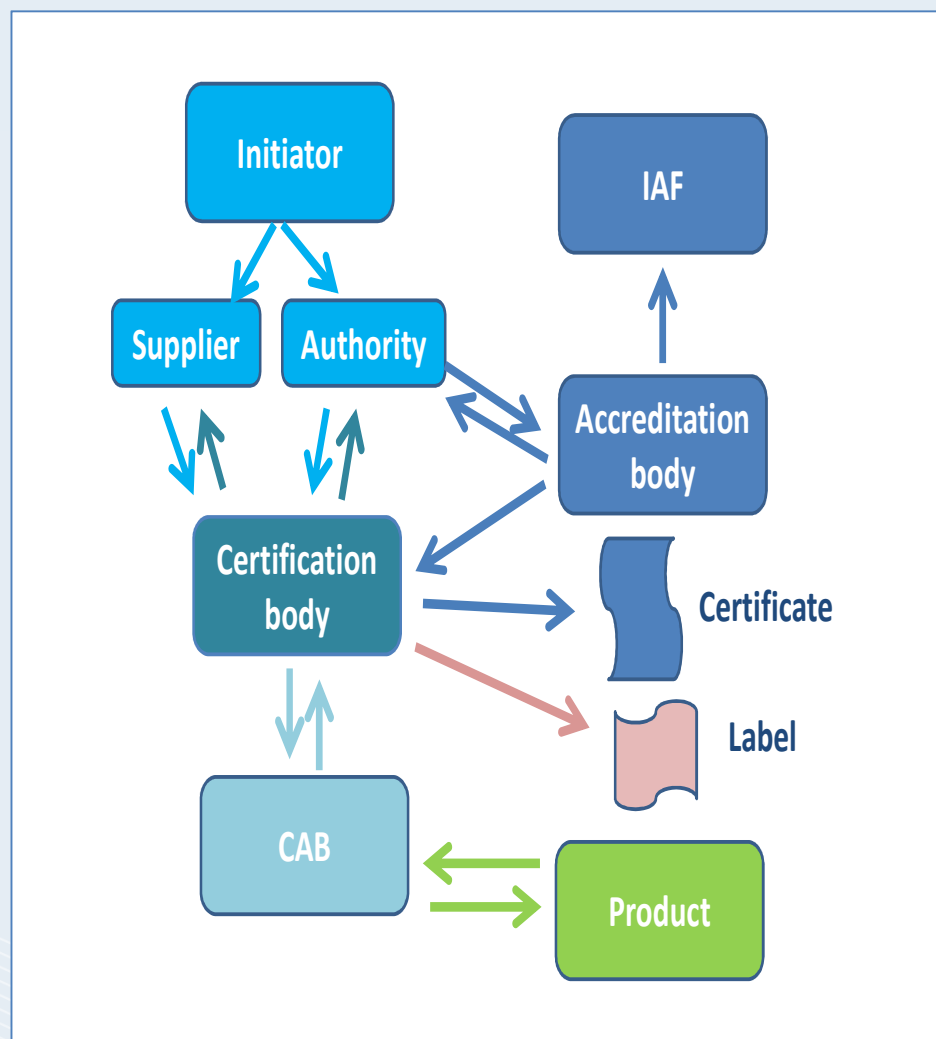 Initiator
IAF
Supplier
Authority
Accreditation
body
Certification
body
Certificate
Label
CAB
Product